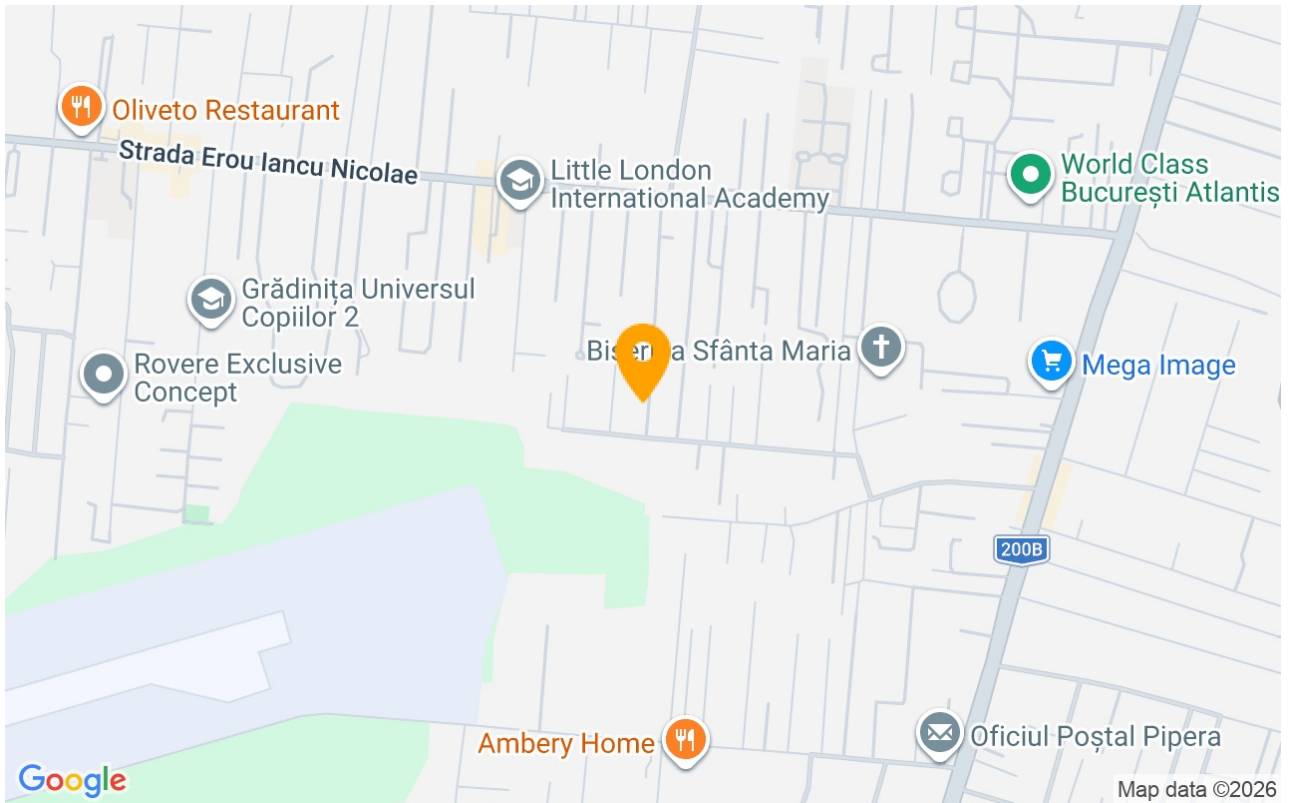 Oliveto Restaurant
Strada Erou Iancu Nicolae
Little London
International Academy
World Class
București Atlantis
Grădinița Universul
Copiilor 2
Biserica Sfânta Maria
Rovere Exclusive
Concept
Mega Image
200B
Ambery Home
Oficiul Poștal Pipera
Google
Map data ©2026